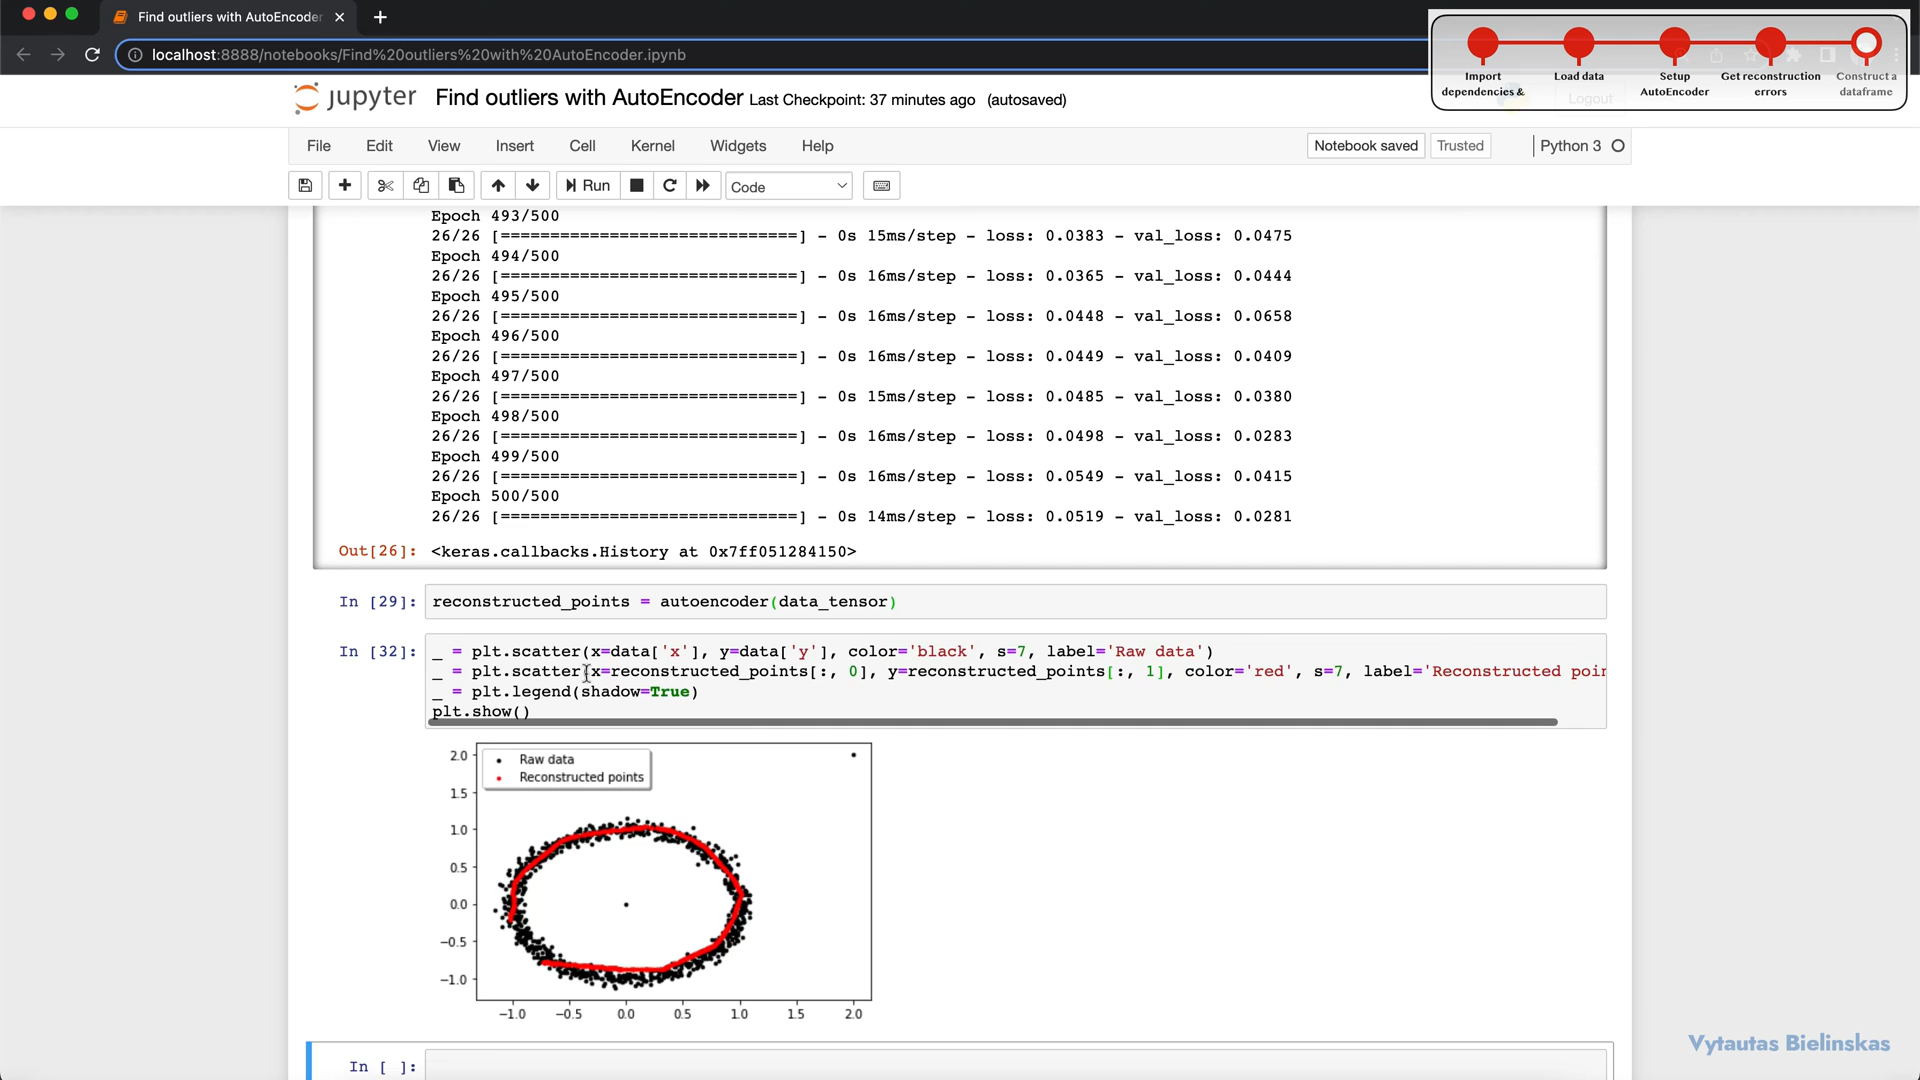 Find outliers with AutoEncoder
localhost:8888/notebooks/Find%20outliers%20with%20AutoEncoder.ipynb
Import dependencies &
Load data
Setup AutoEncoder
Get reconstruction errors
Construct a dataframe
jupyter Find outliers with AutoEncoder Last Checkpoint: 37 minutes ago (autosaved)
Logout
File Edit View Insert Cell Kernel Widgets Help
Notebook saved Trusted Python 3
Run Code
Epoch 493/500
26/26 [==============================] - 0s 15ms/step - loss: 0.0383 - val_loss: 0.0475
Epoch 494/500
26/26 [==============================] - 0s 16ms/step - loss: 0.0365 - val_loss: 0.0444
Epoch 495/500
26/26 [==============================] - 0s 16ms/step - loss: 0.0448 - val_loss: 0.0658
Epoch 496/500
26/26 [==============================] - 0s 16ms/step - loss: 0.0449 - val_loss: 0.0409
Epoch 497/500
26/26 [==============================] - 0s 15ms/step - loss: 0.0485 - val_loss: 0.0380
Epoch 498/500
26/26 [==============================] - 0s 16ms/step - loss: 0.0498 - val_loss: 0.0283
Epoch 499/500
26/26 [==============================] - 0s 16ms/step - loss: 0.0549 - val_loss: 0.0415
Epoch 500/500
26/26 [==============================] - 0s 14ms/step - loss: 0.0519 - val_loss: 0.0281
Out[26]: <keras.callbacks.History at 0x7ff051284150>
In [29]: reconstructed_points = autoencoder(data_tensor)
In [32]: _ = plt.scatter(x=data['x'], y=data['y'], color='black', s=7, label='Raw data')
_ = plt.scatter(x=reconstructed_points[:, 0], y=reconstructed_points[:, 1], color='red', s=7, label='Reconstructed poin
_ = plt.legend(shadow=True)
plt.show()
Raw data
Reconstructed points
2.0
1.5
1.0
0.5
0.0
−0.5
−1.0
−1.0 −0.5 0.0 0.5 1.0 1.5 2.0
In [ ]:
Vytautas Bielinskas